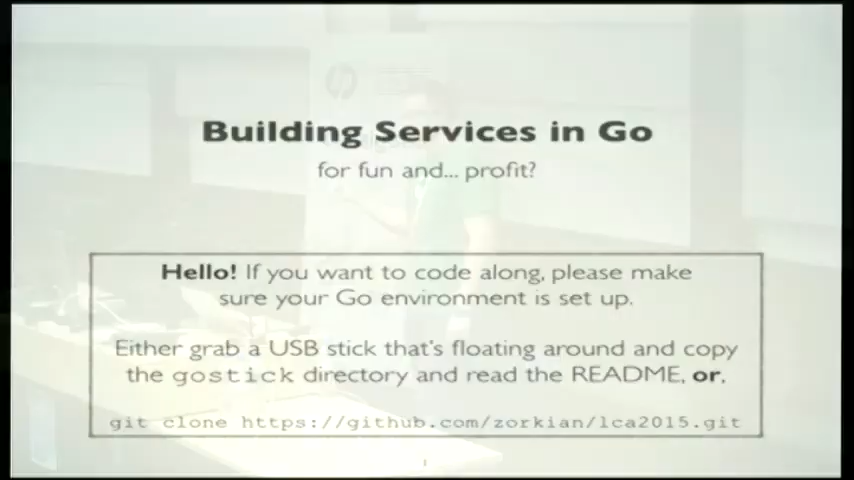 Building Services in Go
for fun and... profit?
Hello! If you want to code along, please make
sure your Go environment is set up.
Either grab a USB stick that's floating around and copy
the gostick directory and read the README, or,
git clone https://github.com/zorkian/lca2015.git
1